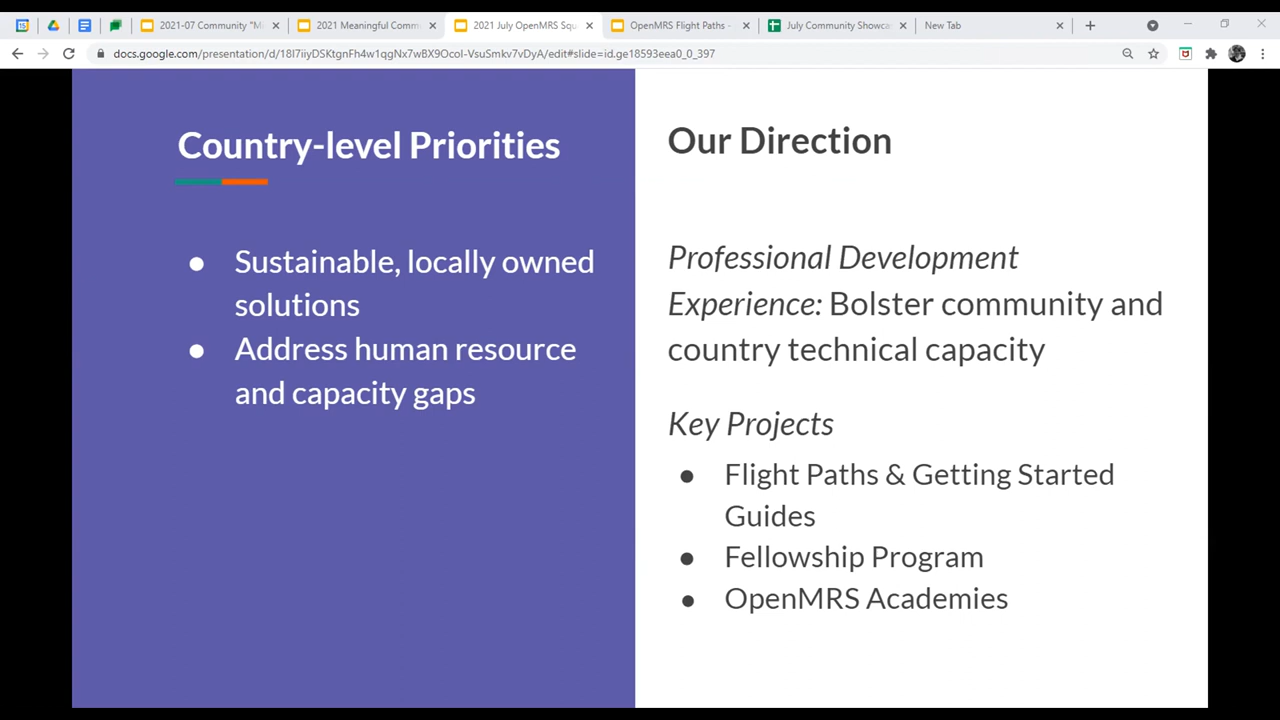 2021-07 Community "Mi
2021 Meaningful Comm
2021 July OpenMRS Squ
OpenMRS Flight Paths -
July Community Showcas
New Tab
docs.google.com/presentation/d/18I7iiyDSKtgnFh4w1qgNx7wBX9OcoI-VsuSmkv7vDyA/edit#slide=id.ge18593eea0_0_397
Country-level Priorities
● Sustainable, locally owned
solutions
● Address human resource
and capacity gaps
Our Direction
Professional Development
Experience: Bolster community and
country technical capacity
Key Projects
● Flight Paths & Getting Started
Guides
● Fellowship Program
● OpenMRS Academies